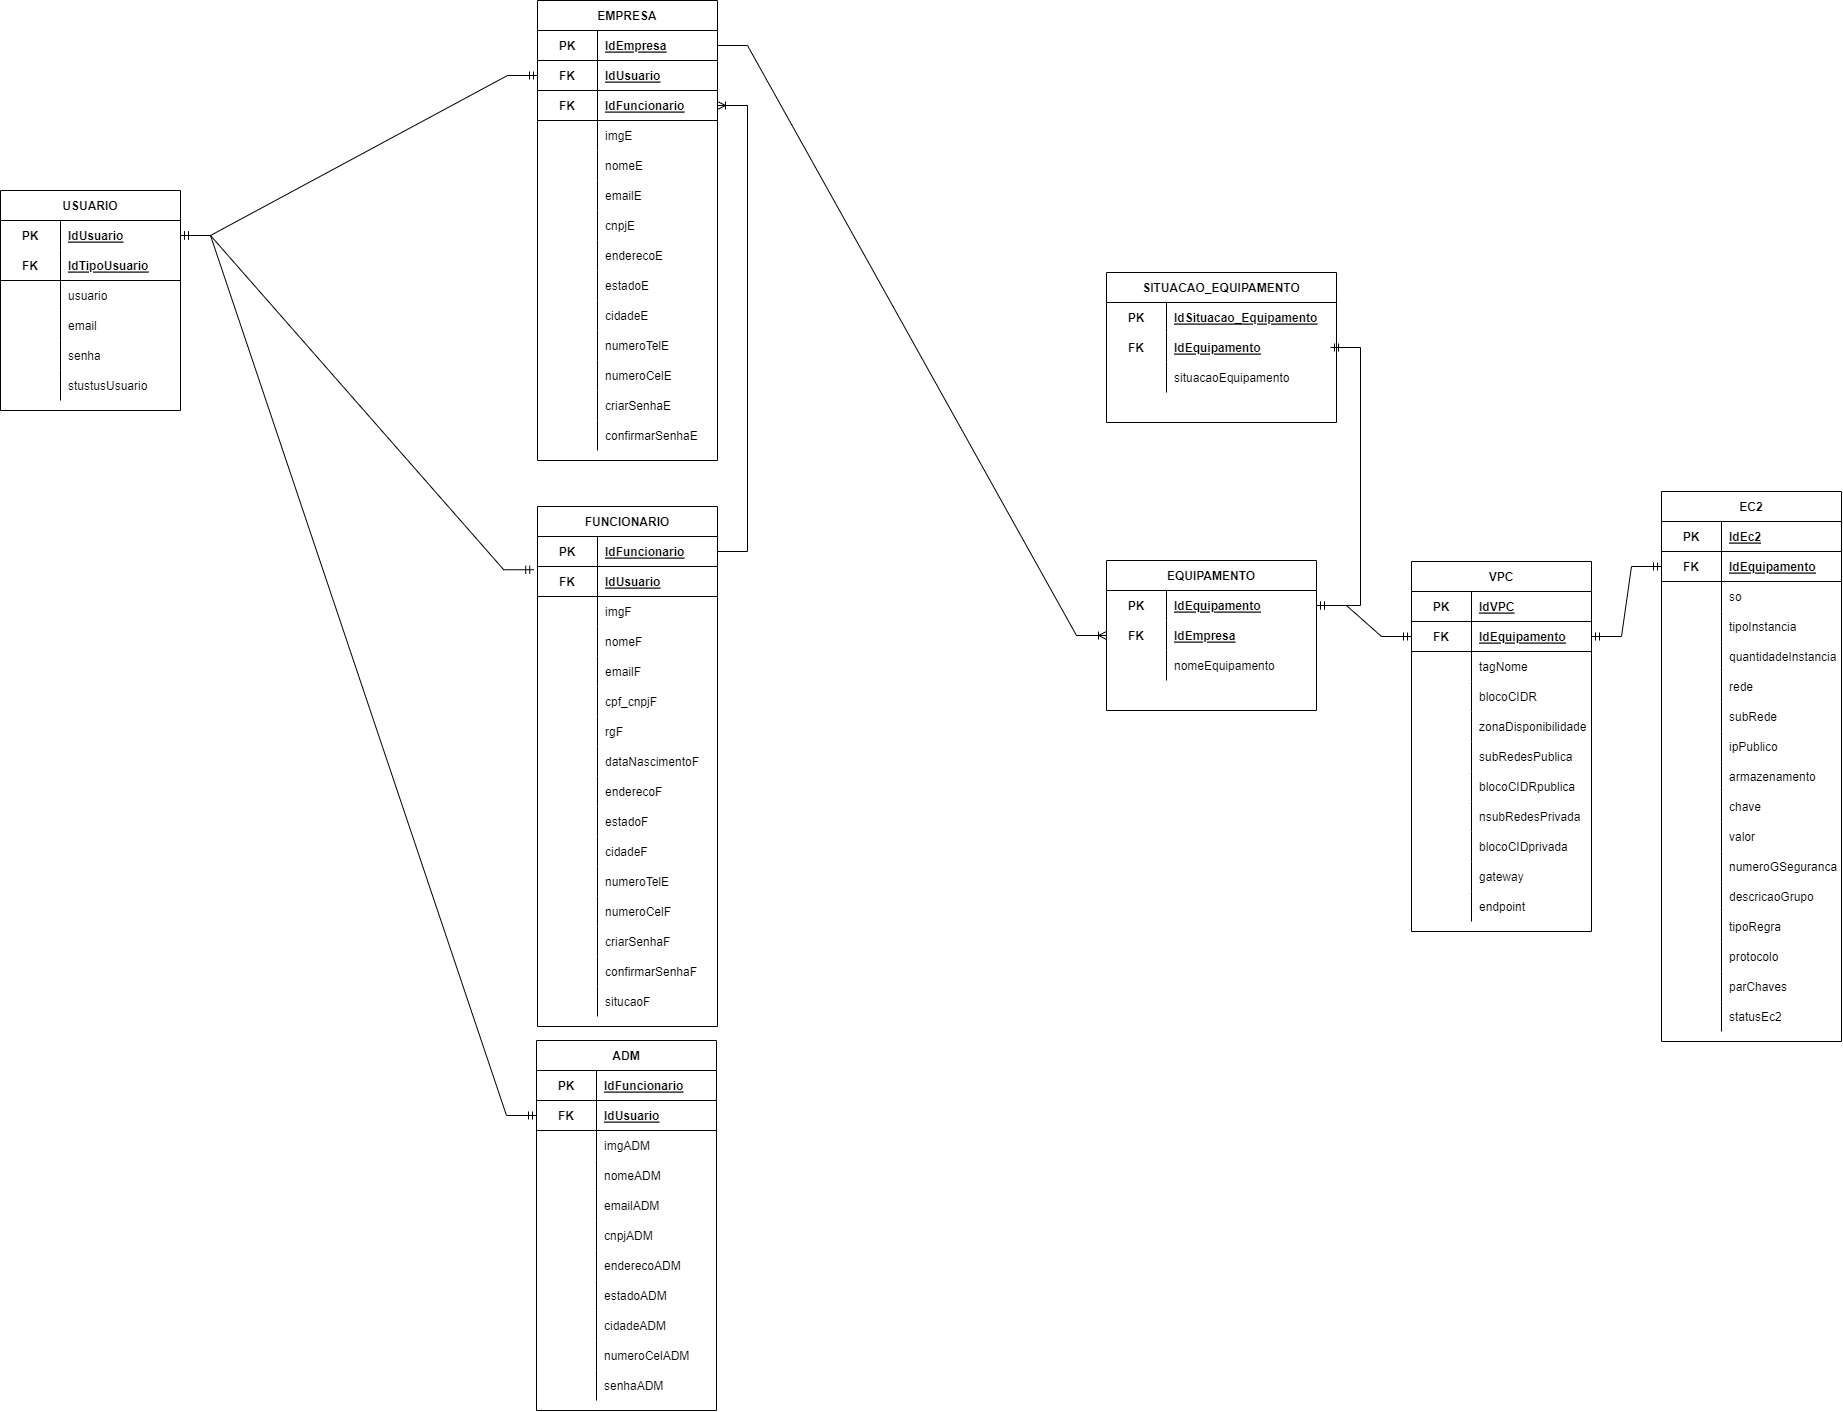 EMPRESA
PK IdEmpresa
FK IdUsuario
FK IdFuncionario
imgE
nomeE
emailE
cnpjE
enderecoE
estadoE
cidadeE
numeroTelE
numeroCelE
criarSenhaE
confirmarSenhaE
USUARIO
PK IdUsuario
FK IdTipoUsuario
usuario
email
senha
stustusUsuario
FUNCIONARIO
PK IdFuncionario
FK IdUsuario
imgF
nomeF
emailF
cpf_cnpjF
rgF
dataNascimentoF
enderecoF
estadoF
cidadeF
numeroTelE
numeroCelF
criarSenhaF
confirmarSenhaF
situcaoF
ADM
PK IdFuncionario
FK IdUsuario
imgADM
nomeADM
emailADM
cnpjADM
enderecoADM
estadoADM
cidadeADM
numeroCelADM
senhaADM
SITUACAO_EQUIPAMENTO
PK IdSituacao_Equipamento
FK IdEquipamento
situacaoEquipamento
EQUIPAMENTO
PK IdEquipamento
FK IdEmpresa
nomeEquipamento
VPC
PK IdVPC
FK IdEquipamento
tagNome
blocoCIDR
zonaDisponibilidade
subRedesPublica
blocoCIDRpublica
nsubRedesPrivada
blocoCIDprivada
gateway
endpoint
EC2
PK IdEc2
FK IdEquipamento
so
tipoInstancia
quantidadeInstancia
rede
subRede
ipPublico
armazenamento
chave
valor
numeroGSeguranca
descricaoGrupo
tipoRegra
protocolo
parChaves
statusEc2